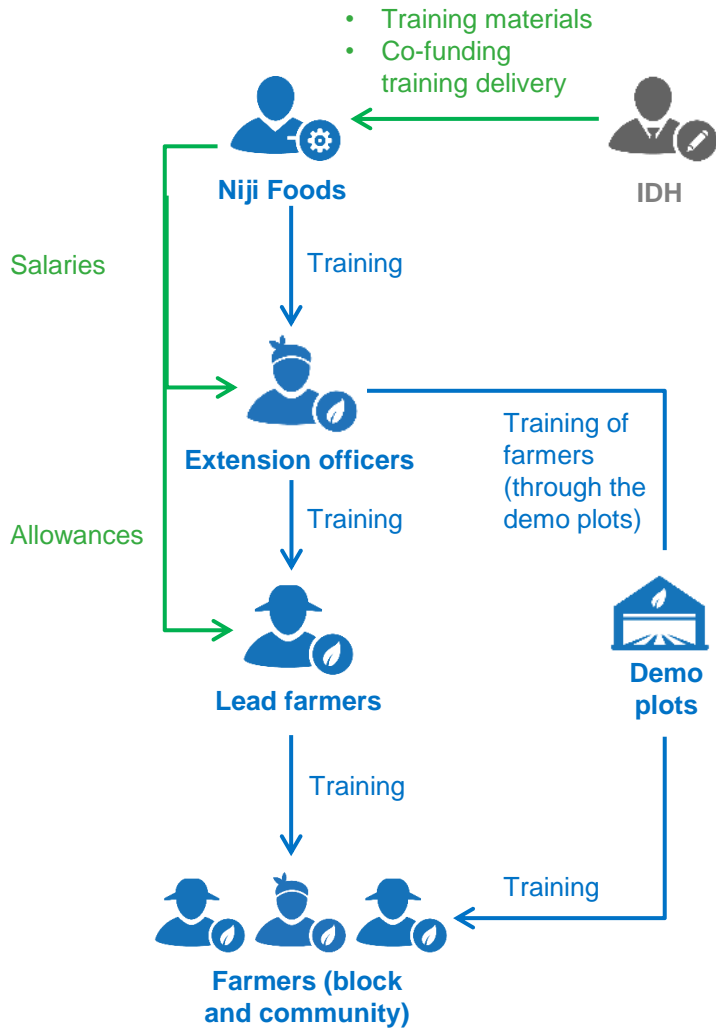 • Training materials
• Co-funding
training delivery
Niji Foods
IDH
Salaries
Training
Extension officers
Training of
farmers
(through the
demo plots)
Training
Allowances
Lead farmers
Demo
plots
Training
Training
Farmers (block
and community)